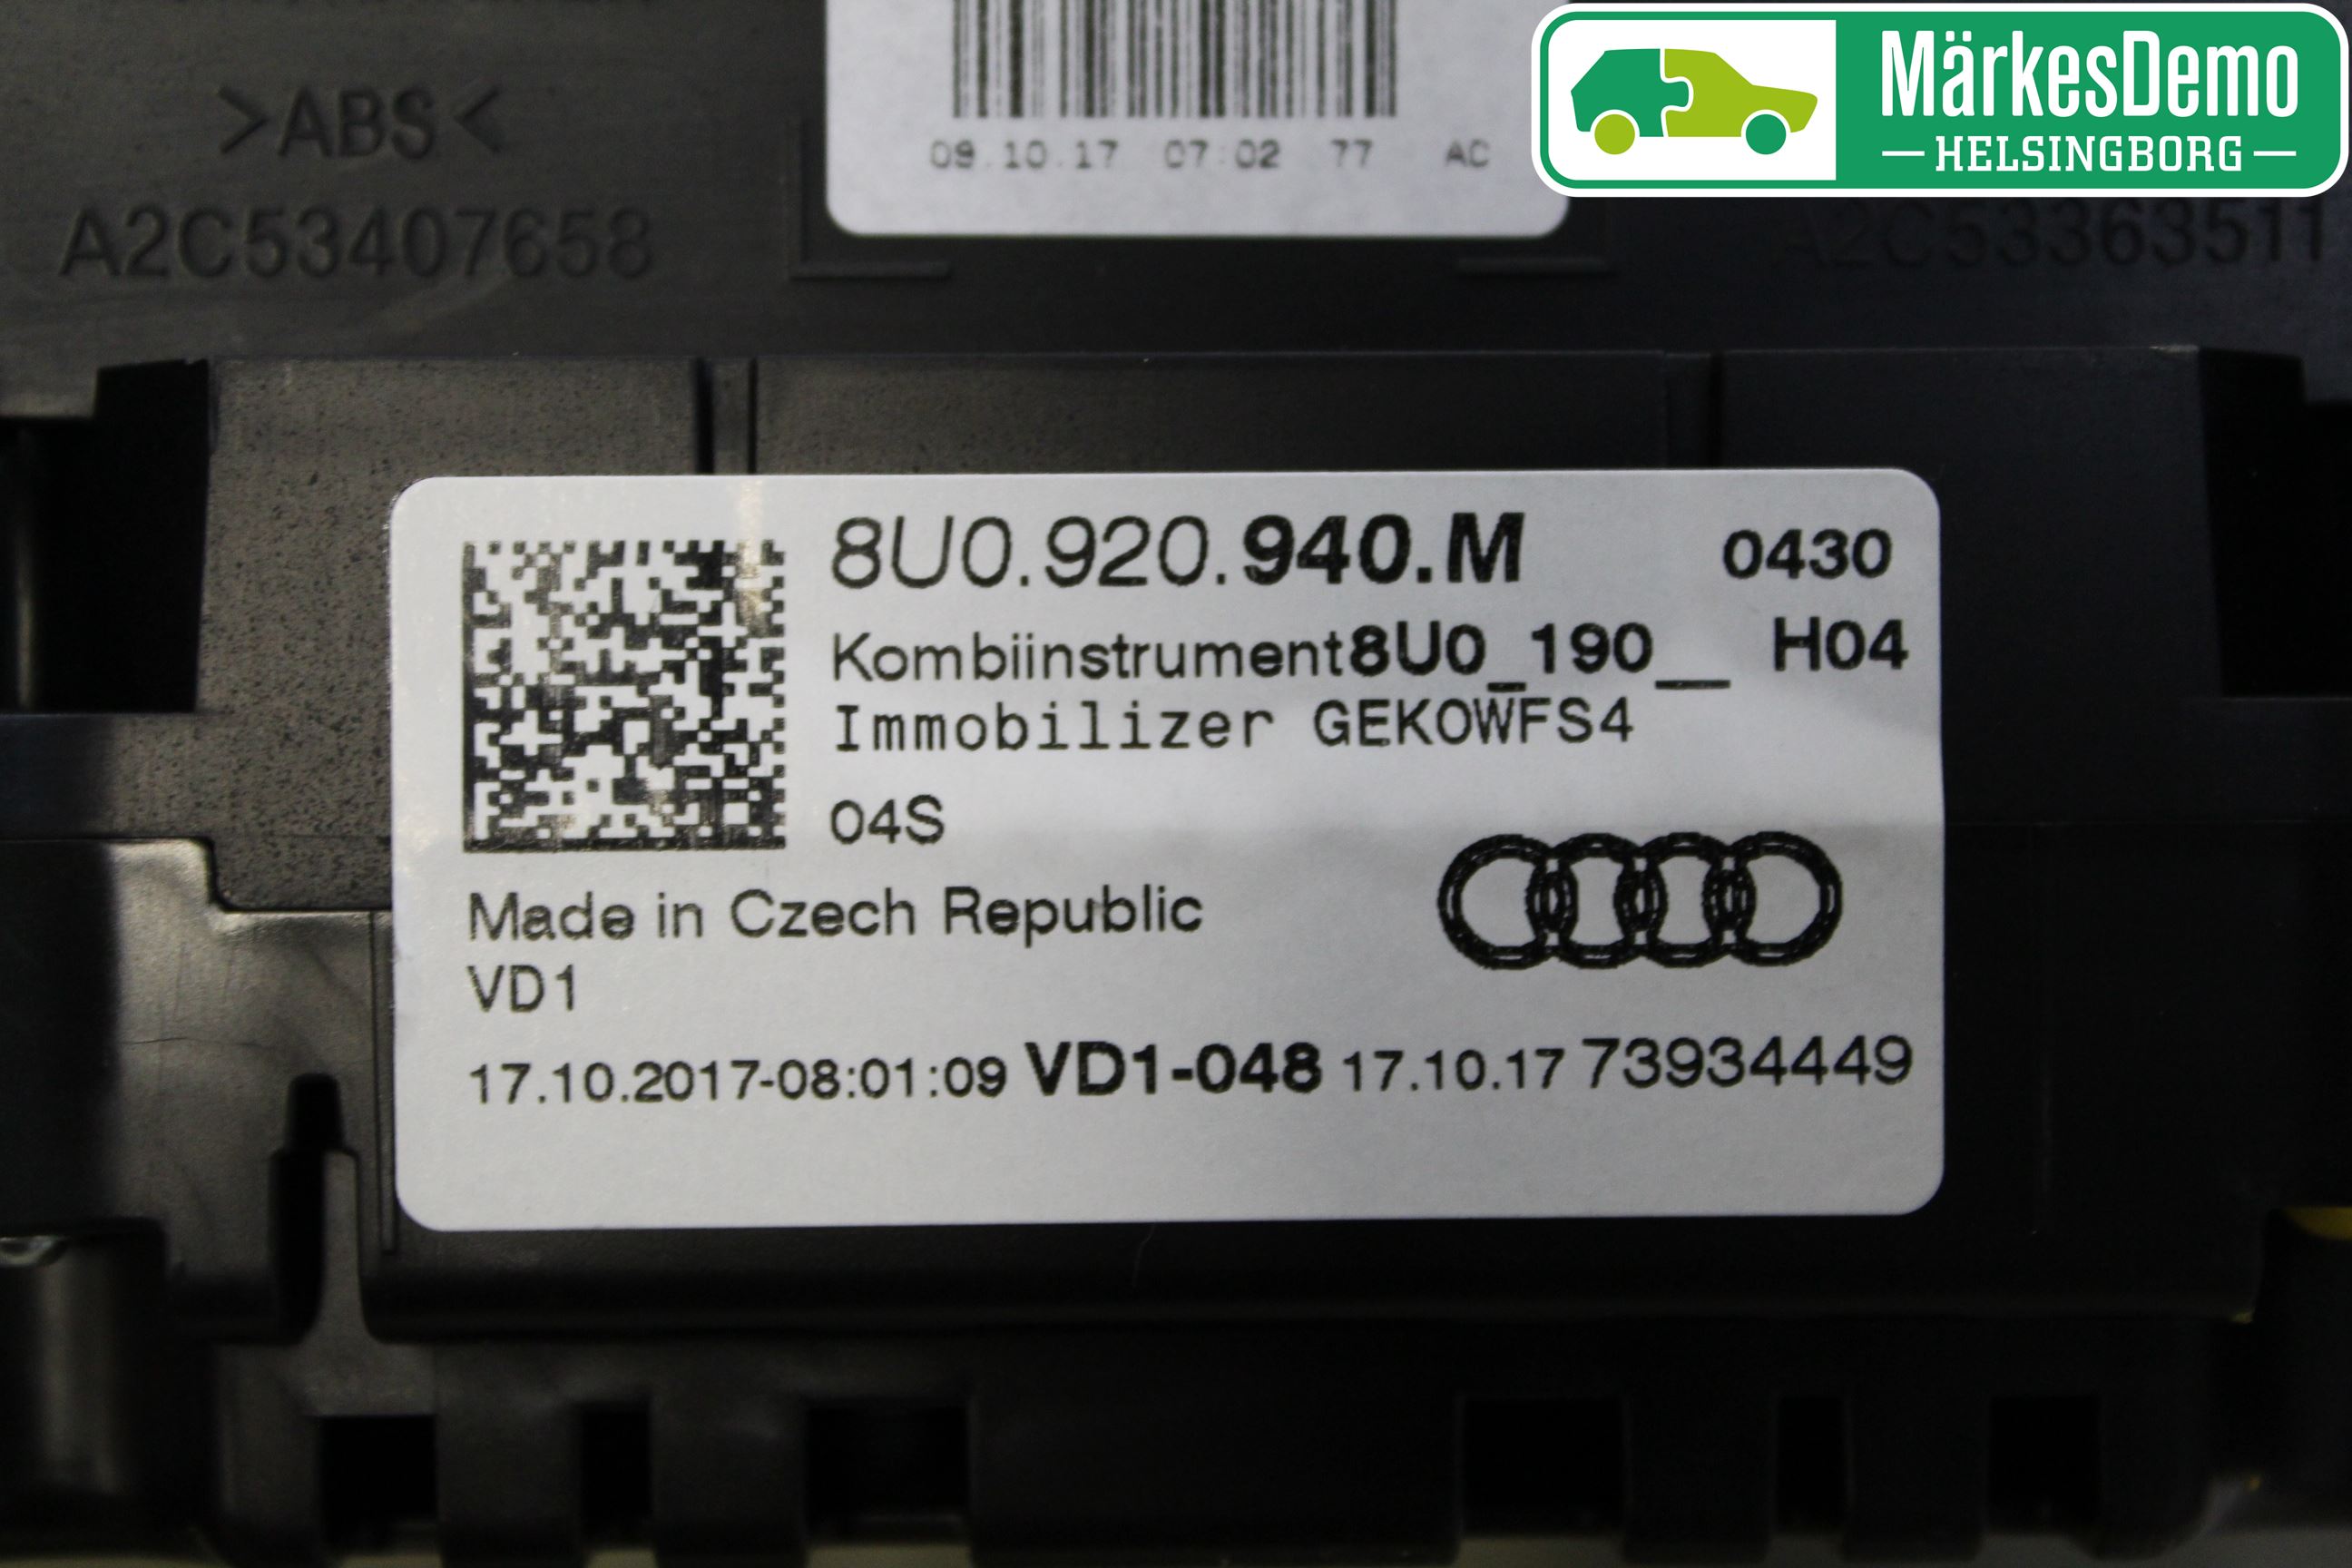 MärkesDemo
HELSINGBORG
>ABS<
09.10.17 07:02 77 AC
A2C53407658
A2C53363511
8U0.920.940.M 0430
Kombiinstrument8U0_190__ H04
Immobilizer GEKOWFS4
04S
Made in Czech Republic
VD1
17.10.2017-08:01:09 VD1-048 17.10.17 73934449